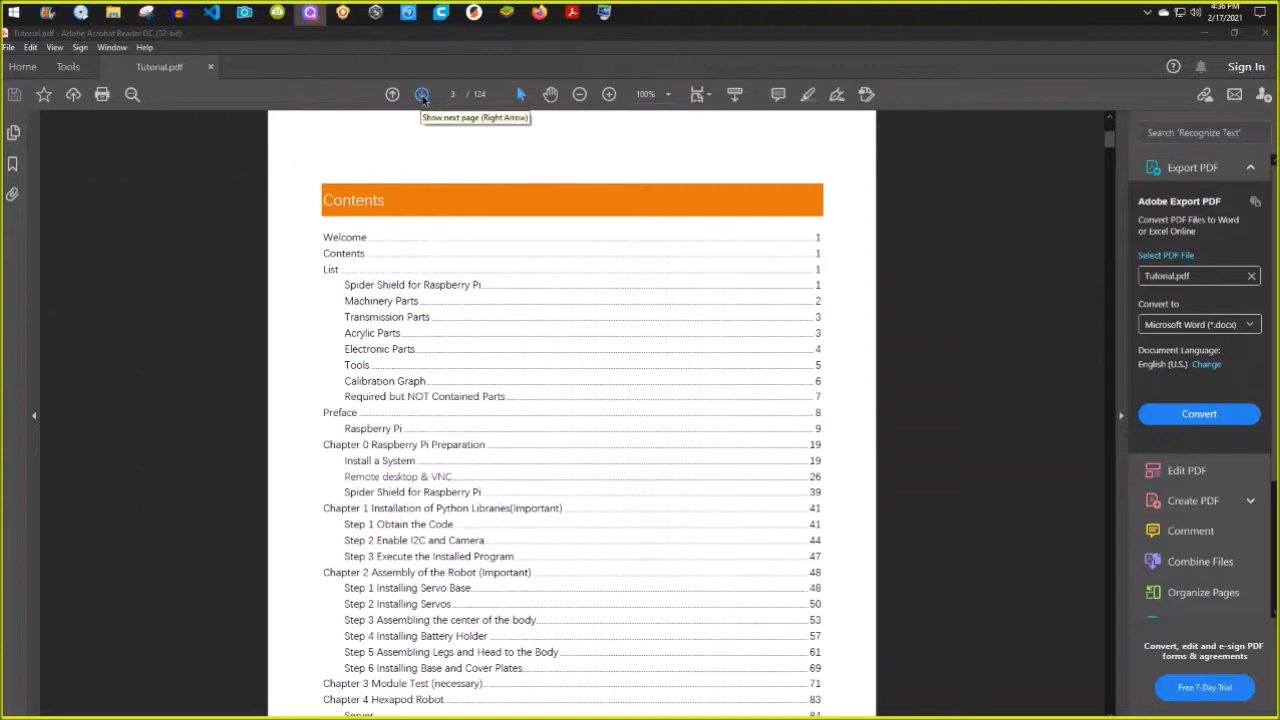 4:36 PM
2/17/2021
Tutorial.pdf - Adobe Acrobat Reader DC (32-bit)
File Edit View Sign Window Help
Home Tools Tutorial.pdf × Sign In
3 / 124 100%
Show next page (Right Arrow)
Contents
Welcome 1
Contents 1
List 1
Spider Shield for Raspberry Pi 1
Machinery Parts 2
Transmission Parts 3
Acrylic Parts 3
Electronic Parts 4
Tools 5
Calibration Graph 6
Required but NOT Contained Parts 7
Preface 8
Raspberry Pi 9
Chapter 0 Raspberry Pi Preparation 19
Install a System 19
Remote desktop & VNC 26
Spider Shield for Raspberry Pi 39
Chapter 1 Installation of Python Libraries(Important) 41
Step 1 Obtain the Code 41
Step 2 Enable I2C and Camera 44
Step 3 Execute the Installed Program 47
Chapter 2 Assembly of the Robot (Important) 48
Step 1 Installing Servo Base 48
Step 2 Installing Servos 50
Step 3 Assembling the center of the body 53
Step 4 Installing Battery Holder 57
Step 5 Assembling Legs and Head to the Body 61
Step 6 Installing Base and Cover Plates 69
Chapter 3 Module Test (necessary) 71
Chapter 4 Hexapod Robot 83
Server 84
Search 'Recognize Text'
Export PDF
Adobe Export PDF
Convert PDF Files to Word
or Excel Online
Select PDF File
Tutorial.pdf
Convert to
Microsoft Word (*.docx)
Document Language:
English (U.S.) Change
Convert
Edit PDF
Create PDF
Comment
Combine Files
Organize Pages
Convert, edit and e-sign PDF
forms & agreements
Free 7-Day Trial